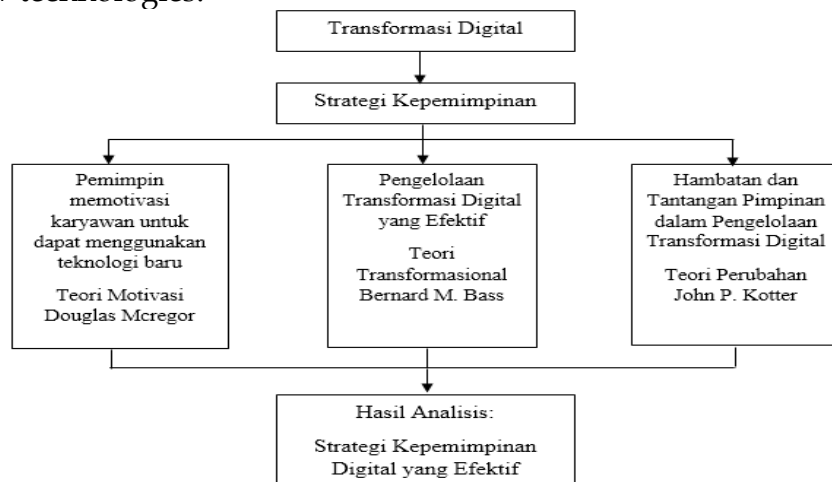 technologies.
Transformasi Digital
Strategi Kepemimpinan
Pemimpin
memotivasi
karyawan untuk
dapat menggunakan
teknologi baru
Teori Motivasi
Douglas Mcregor
Pengelolaan
Transformasi Digital
yang Efektif
Teori
Transformasional
Bernard M. Bass
Hambatan dan
Tantangan Pimpinan
dalam Pengelolaan
Transformasi Digital
Teori Perubahan
John P. Kotter
Hasil Analisis:
Strategi Kepemimpinan
Digital yang Efektif